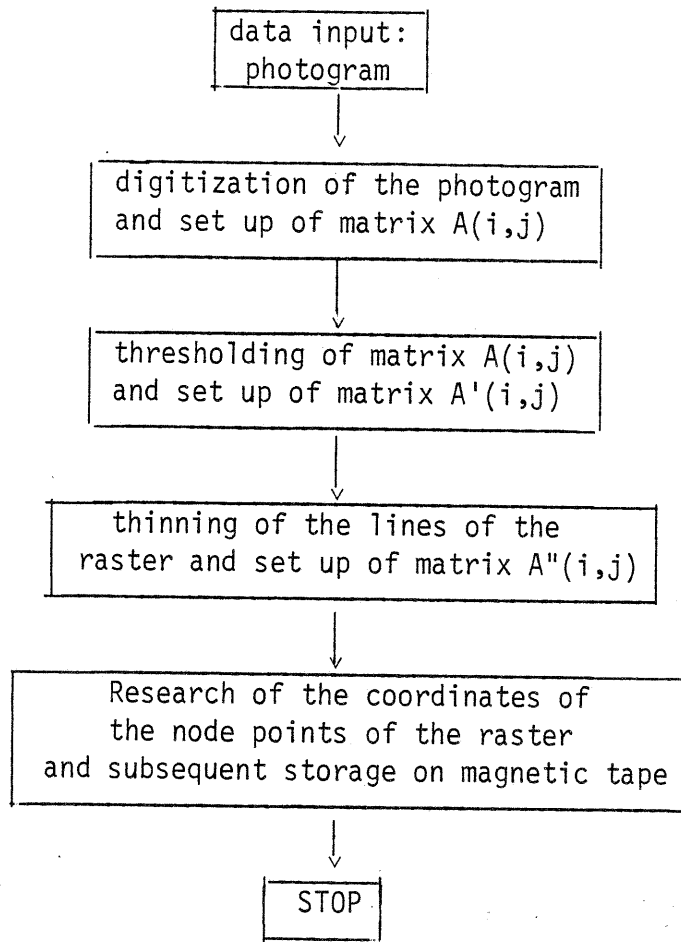 data input:
photogram
digitization of the photogram
and set up of matrix A(i,j)
thresholding of matrix A(i,j)
and set up of matrix A'(i,j)
thinning of the lines of the
raster and set up of matrix A"(i,j)
Research of the coordinates of
the node points of the raster
and subsequent storage on magnetic tape
STOP